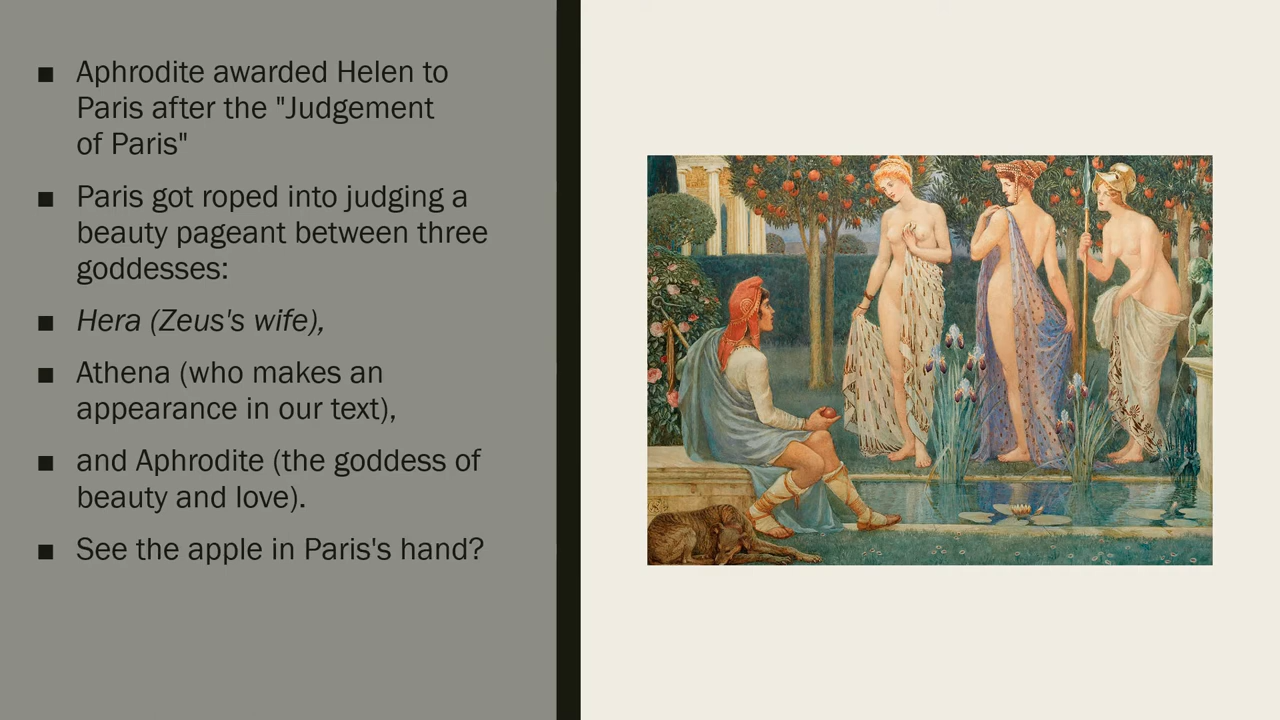 ■ Aphrodite awarded Helen to
Paris after the "Judgement
of Paris"
■ Paris got roped into judging a
beauty pageant between three
goddesses:
■ Hera (Zeus's wife),
■ Athena (who makes an
appearance in our text),
■ and Aphrodite (the goddess of
beauty and love).
■ See the apple in Paris's hand?